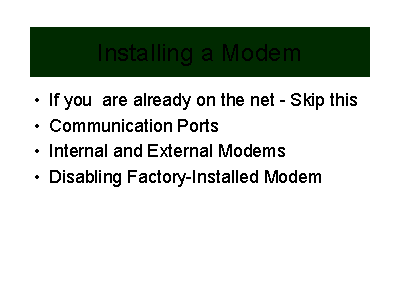 Installing a Modem
• If you  are already on the net - Skip this
• Communication Ports
• Internal and External Modems
• Disabling Factory-Installed Modem